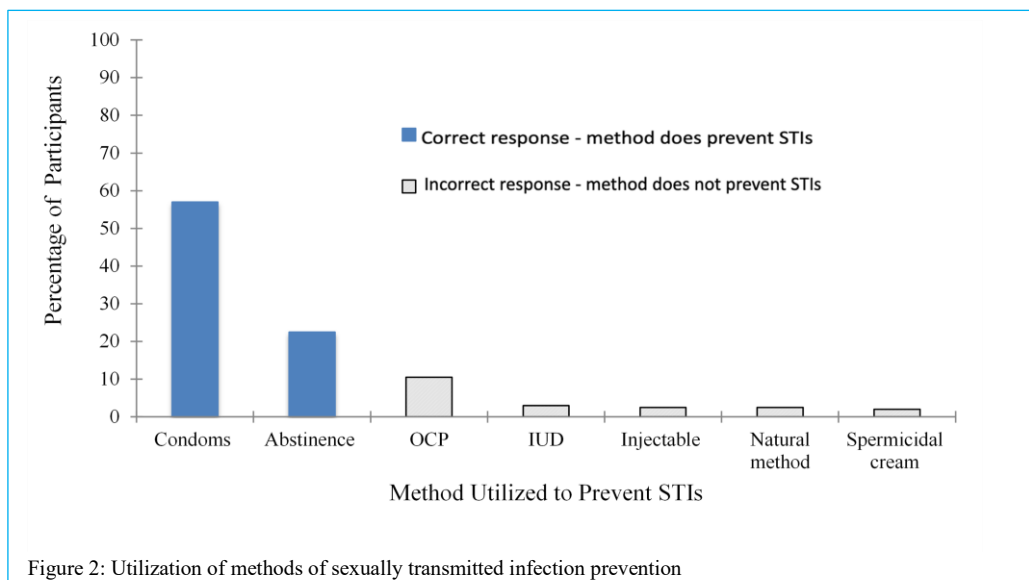 100
90
80
70
60
50
40
30
20
10
0
Percentage of Participants
Correct response - method does prevent STIs
Incorrect response - method does not prevent STIs
Condoms
Abstinence
OCP
IUD
Injectable
Natural
method
Spermicidal
cream
Method Utilized to Prevent STIs
Figure 2: Utilization of methods of sexually transmitted infection prevention